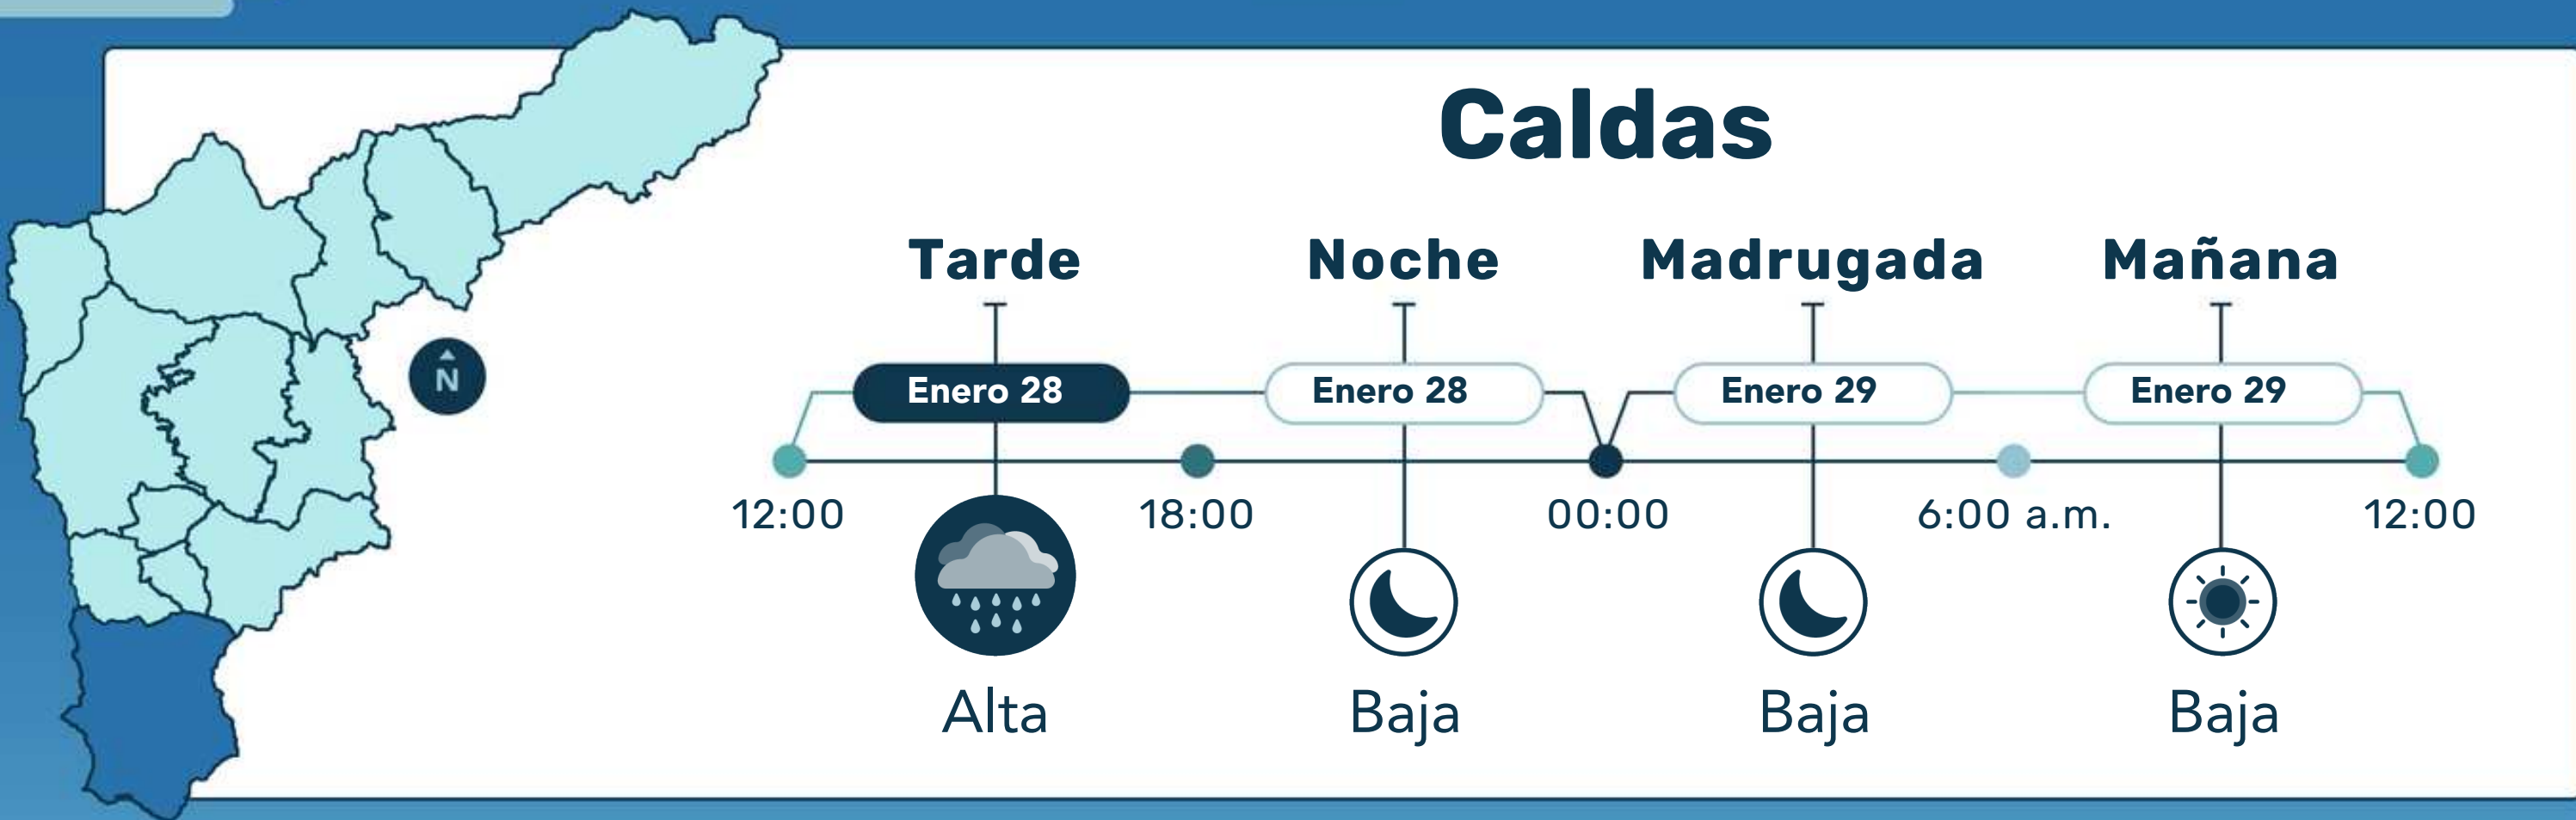 Caldas
Tarde Noche Madrugada Mañana
Enero 28 Enero 28 Enero 29 Enero 29
N
12:00 18:00 00:00 6:00 a.m. 12:00
Alta Baja Baja Baja